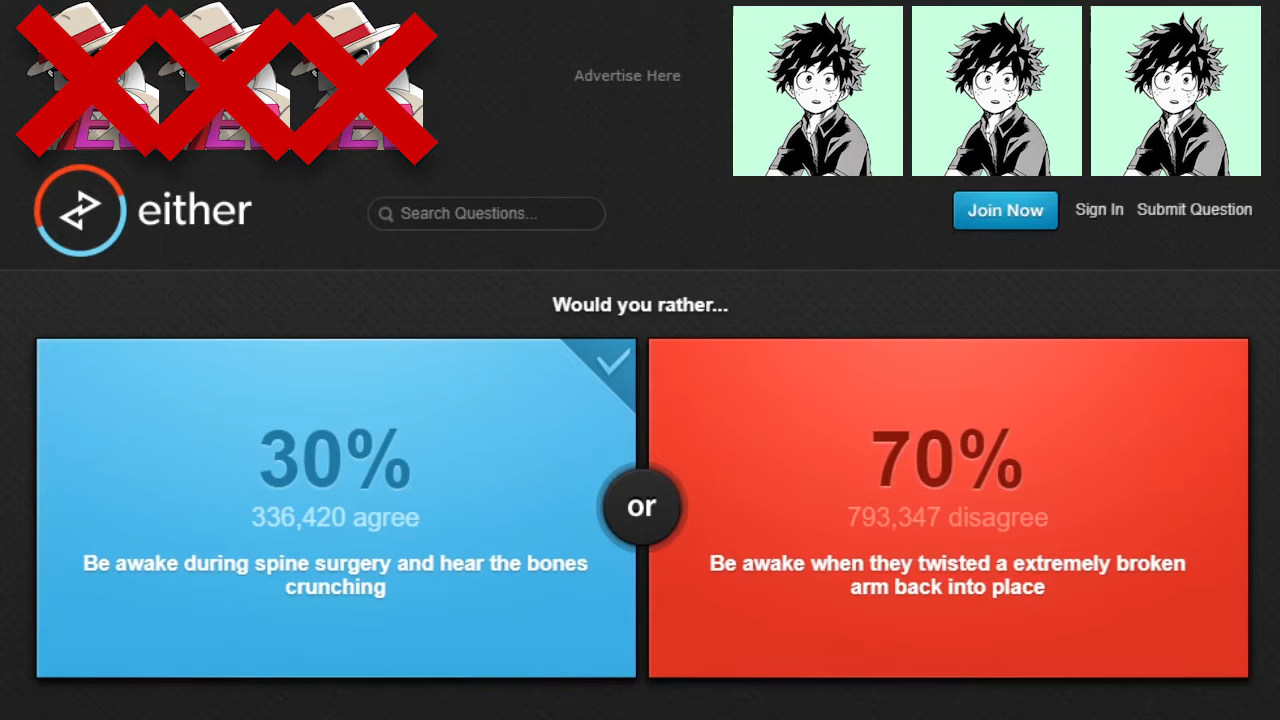 Advertise Here
either
Search Questions...
Join Now
Sign In
Submit Question
Would you rather...
30%
336,420 agree
Be awake during spine surgery and hear the bones
crunching
or
70%
793,347 disagree
Be awake when they twisted a extremely broken
arm back into place